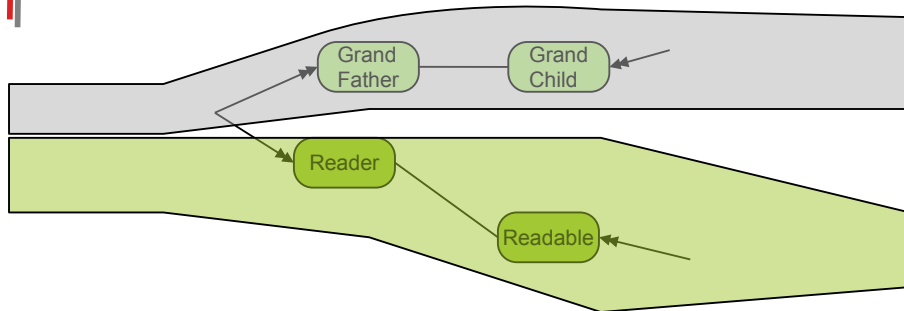 Grand
Father
Grand
Child
Reader
Readable